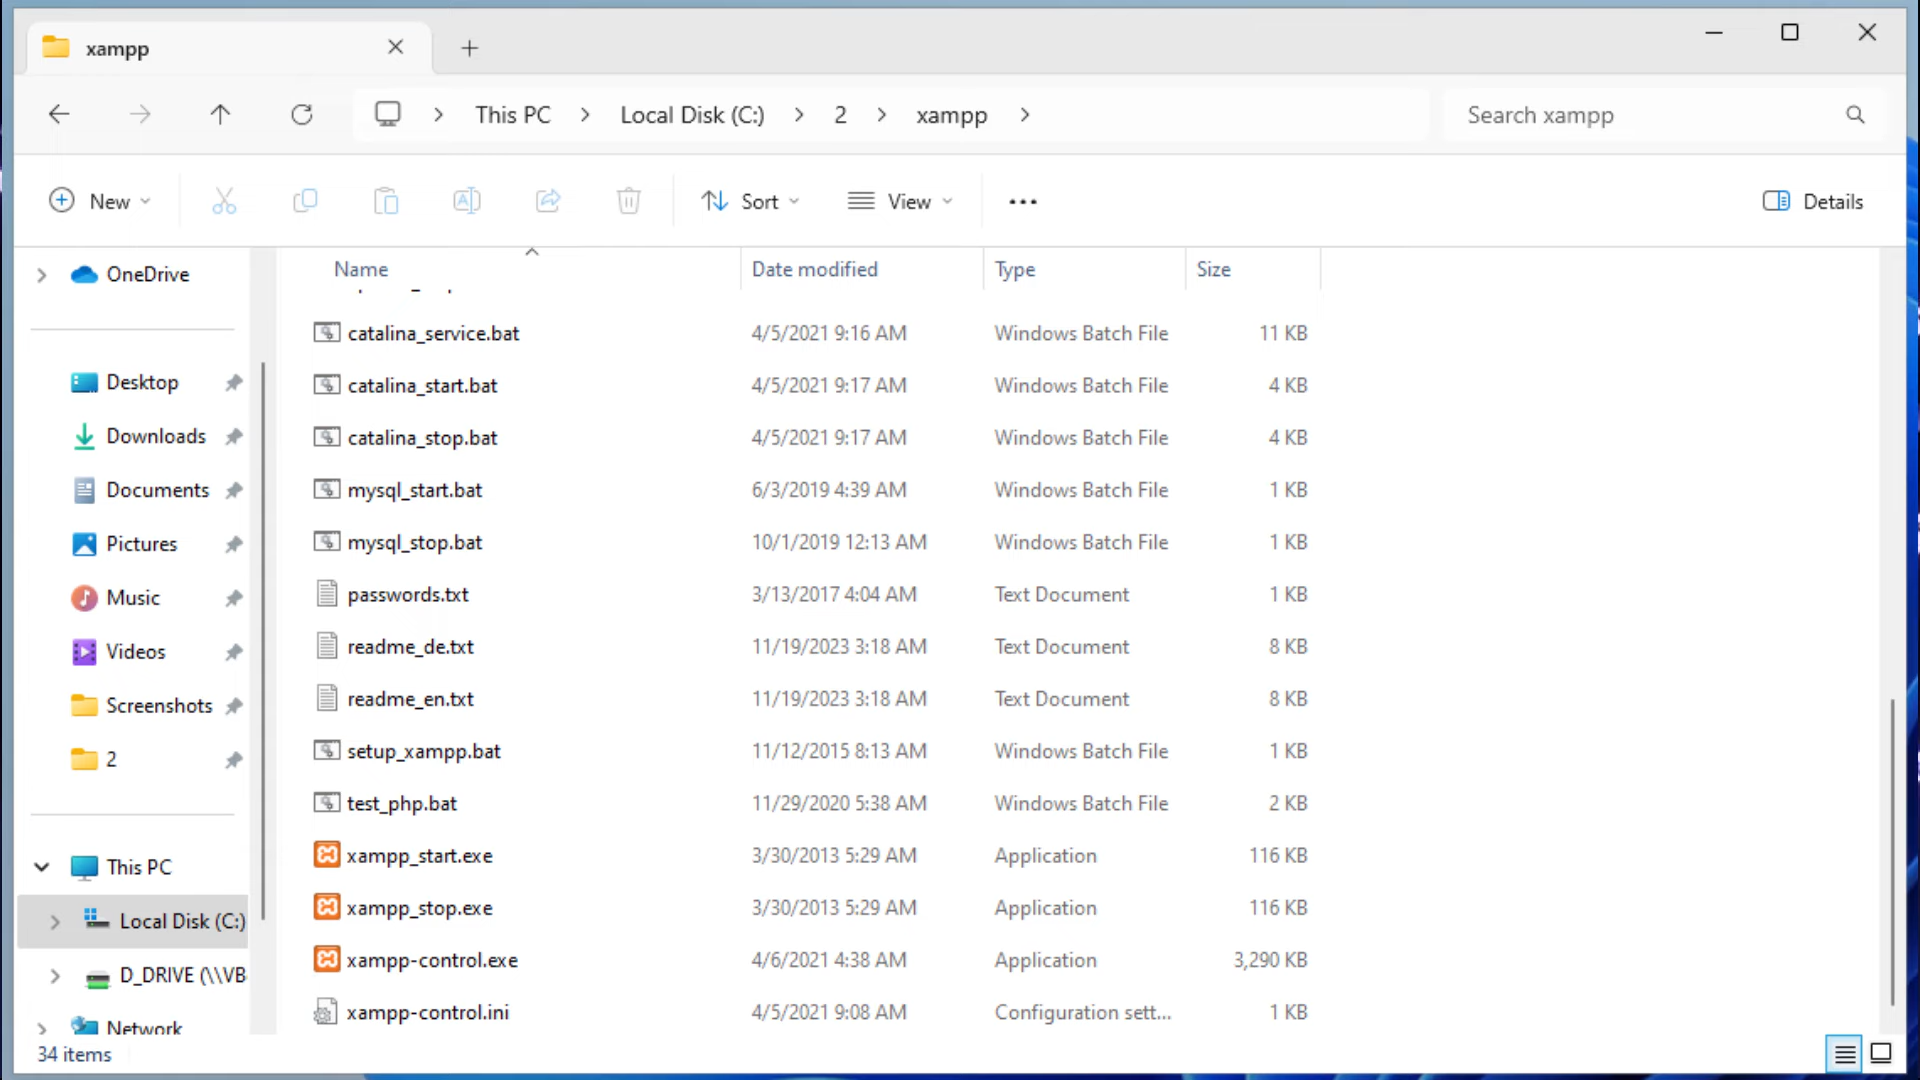 xampp
This PC Local Disk (C:) 2 xampp Search xampp
New Sort View Details
Name Date modified Type Size
OneDrive
Desktop
Downloads
Documents
Pictures
Music
Videos
Screenshots
2
This PC
Local Disk (C:)
D_DRIVE (\\VB
Network
catalina_service.bat 4/5/2021 9:16 AM Windows Batch File 11 KB
catalina_start.bat 4/5/2021 9:17 AM Windows Batch File 4 KB
catalina_stop.bat 4/5/2021 9:17 AM Windows Batch File 4 KB
mysql_start.bat 6/3/2019 4:39 AM Windows Batch File 1 KB
mysql_stop.bat 10/1/2019 12:13 AM Windows Batch File 1 KB
passwords.txt 3/13/2017 4:04 AM Text Document 1 KB
readme_de.txt 11/19/2023 3:18 AM Text Document 8 KB
readme_en.txt 11/19/2023 3:18 AM Text Document 8 KB
setup_xampp.bat 11/12/2015 8:13 AM Windows Batch File 1 KB
test_php.bat 11/29/2020 5:38 AM Windows Batch File 2 KB
xampp_start.exe 3/30/2013 5:29 AM Application 116 KB
xampp_stop.exe 3/30/2013 5:29 AM Application 116 KB
xampp-control.exe 4/6/2021 4:38 AM Application 3,290 KB
xampp-control.ini 4/5/2021 9:08 AM Configuration sett... 1 KB
34 items